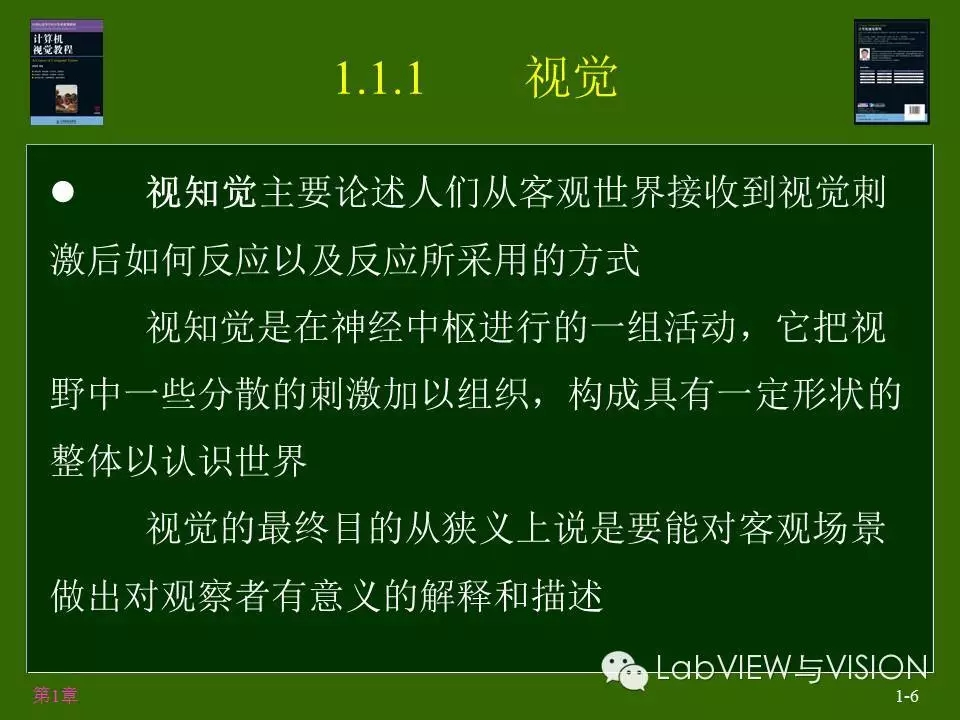 计算机
视觉教程
1.1.1 视觉
● 视知觉主要论述人们从客观世界接收到视觉刺
激后如何反应以及反应所采用的方式
视知觉是在神经中枢进行的一组活动，它把视
野中一些分散的刺激加以组织，构成具有一定形状的
整体以认识世界
视觉的最终目的从狭义上说是要能对客观场景
做出对观察者有意义的解释和描述
LabVIEW与VISION
第1章
1-6